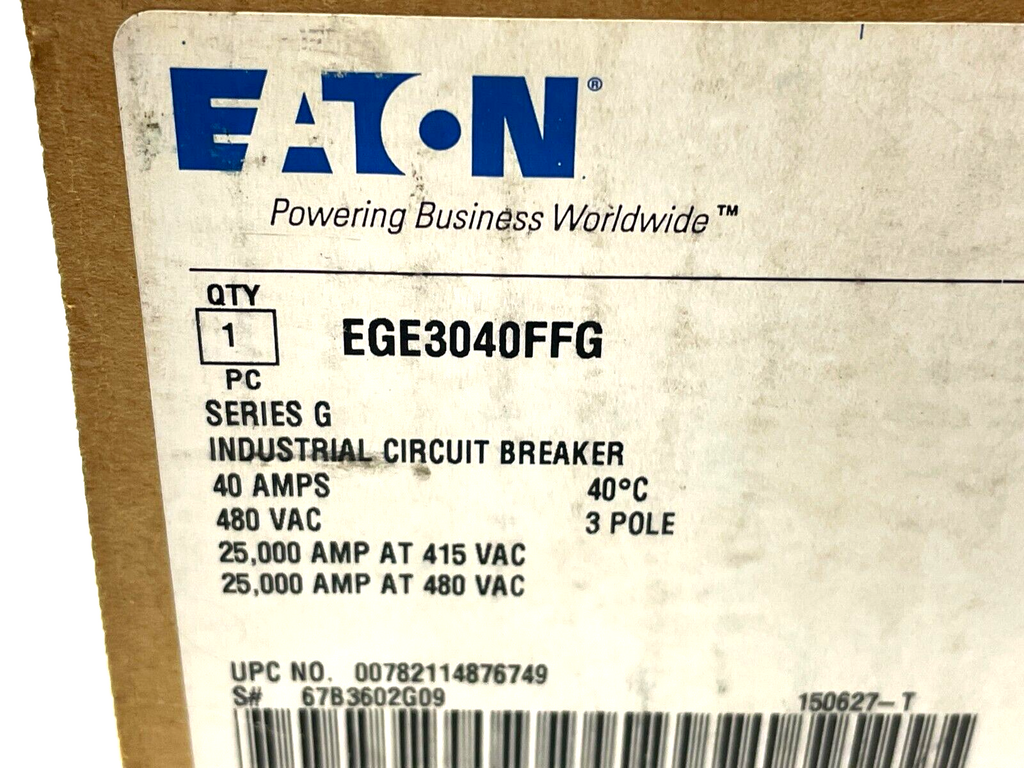 EATON®
Powering Business Worldwide™
QTY
1
EGE3040FFG
PC
SERIES G
INDUSTRIAL CIRCUIT BREAKER
40 AMPS 40°C
480 VAC 3 POLE
25,000 AMP AT 415 VAC
25,000 AMP AT 480 VAC
UPC NO. 00782114876749
S# 67B3602G09 150627-T